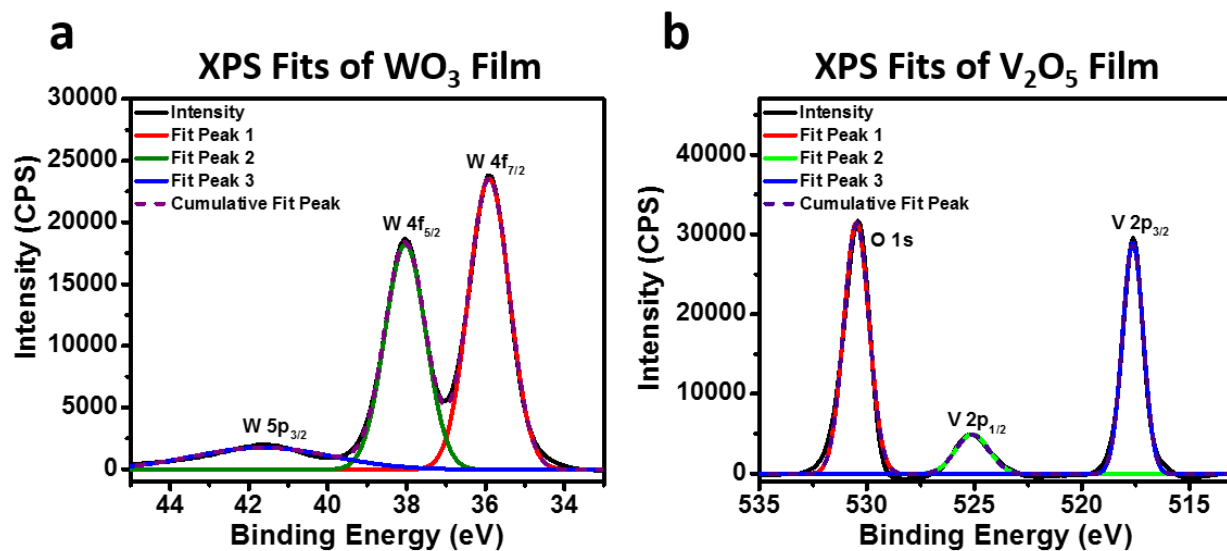 a
XPS Fits of WO₃ Film
30000
25000
20000
15000
10000
5000
0
Intensity (CPS)
Intensity
Fit Peak 1
Fit Peak 2
Fit Peak 3
Cumulative Fit Peak
W 4f₇/₂
W 4f₅/₂
W 5p₃/₂
44 42 40 38 36 34
Binding Energy (eV)
b
XPS Fits of V₂O₅ Film
40000
30000
20000
10000
0
Intensity (CPS)
Intensity
Fit Peak 1
Fit Peak 2
Fit Peak 3
Cumulative Fit Peak
O 1s
V 2p₃/₂
V 2p₁/₂
535 530 525 520 515
Binding Energy (eV)